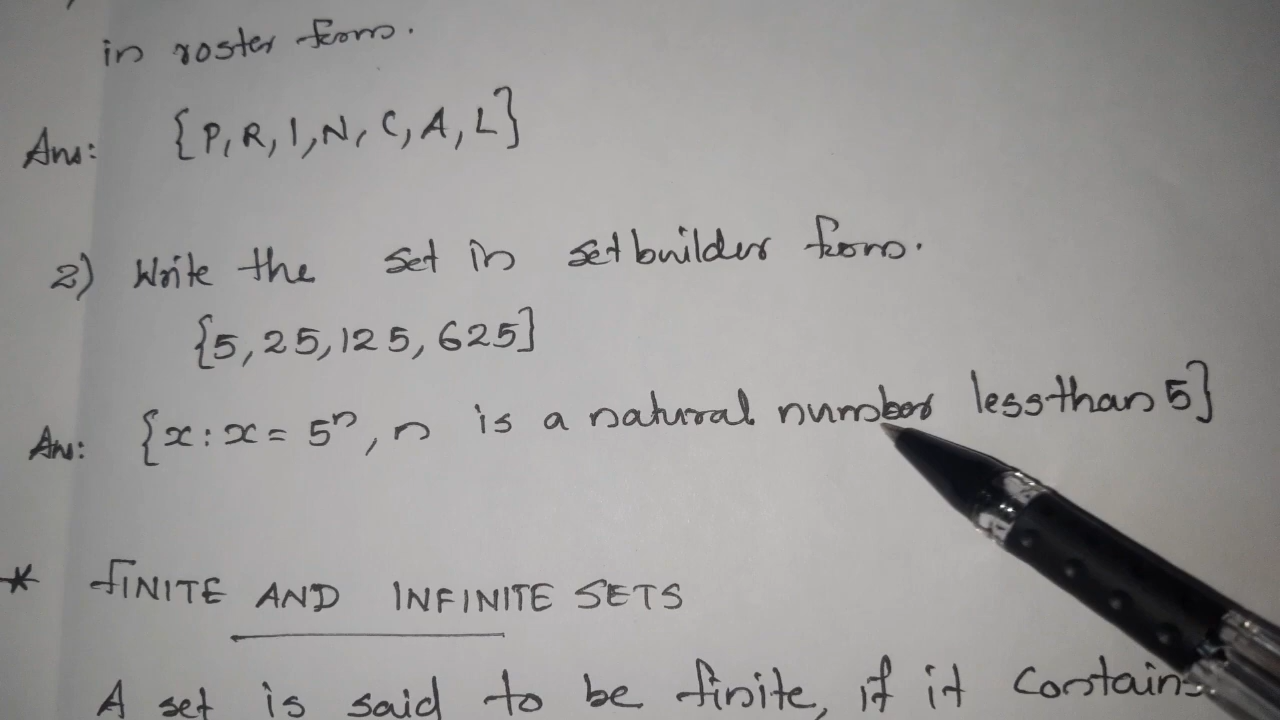 in roster form.
Ans: {P, R, I, N, C, A, L}
2) Write the set in setbuilder form.
{5, 25, 125, 625}
Ans: {x : x = 5ⁿ, n is a natural number less than 5}
* FINITE AND INFINITE SETS
A set is said to be finite, if it contains